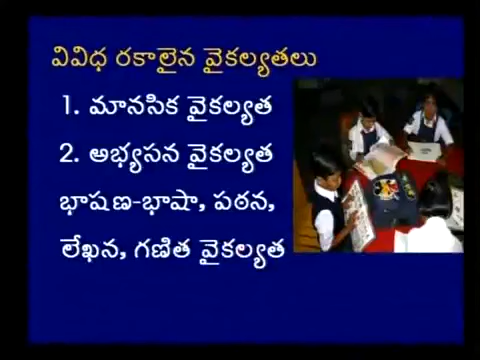 వివిధ రకాలైన వైకల్యతలు
1. మానసిక వైకల్యత
2. అభ్యసన వైకల్యత
భాషణ-భాషా, పఠన,
లేఖన, గణిత వైకల్యత